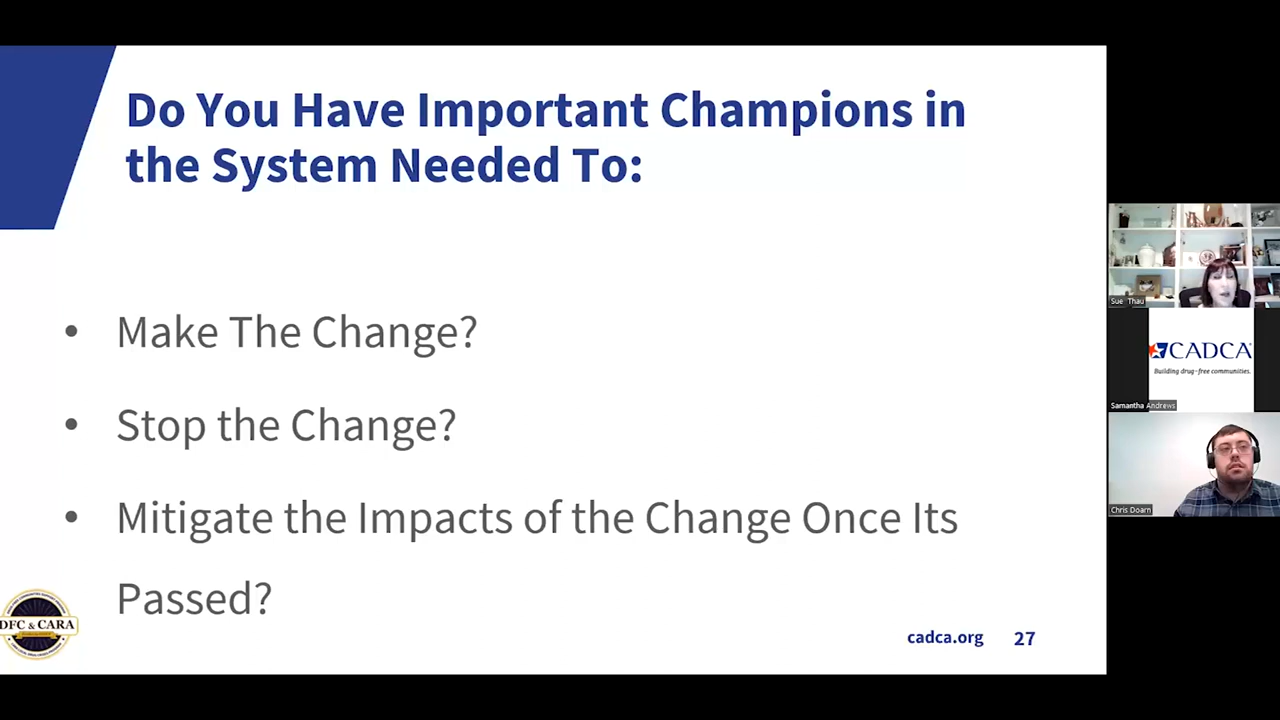 Do You Have Important Champions in
the System Needed To:
• Make The Change?
• Stop the Change?
• Mitigate the Impacts of the Change Once Its
Passed?
DFC & CARA
cadca.org 27
Sue Thau
CADCA
Building drug-free communities.
Samantha Andrews
Chris Doarn